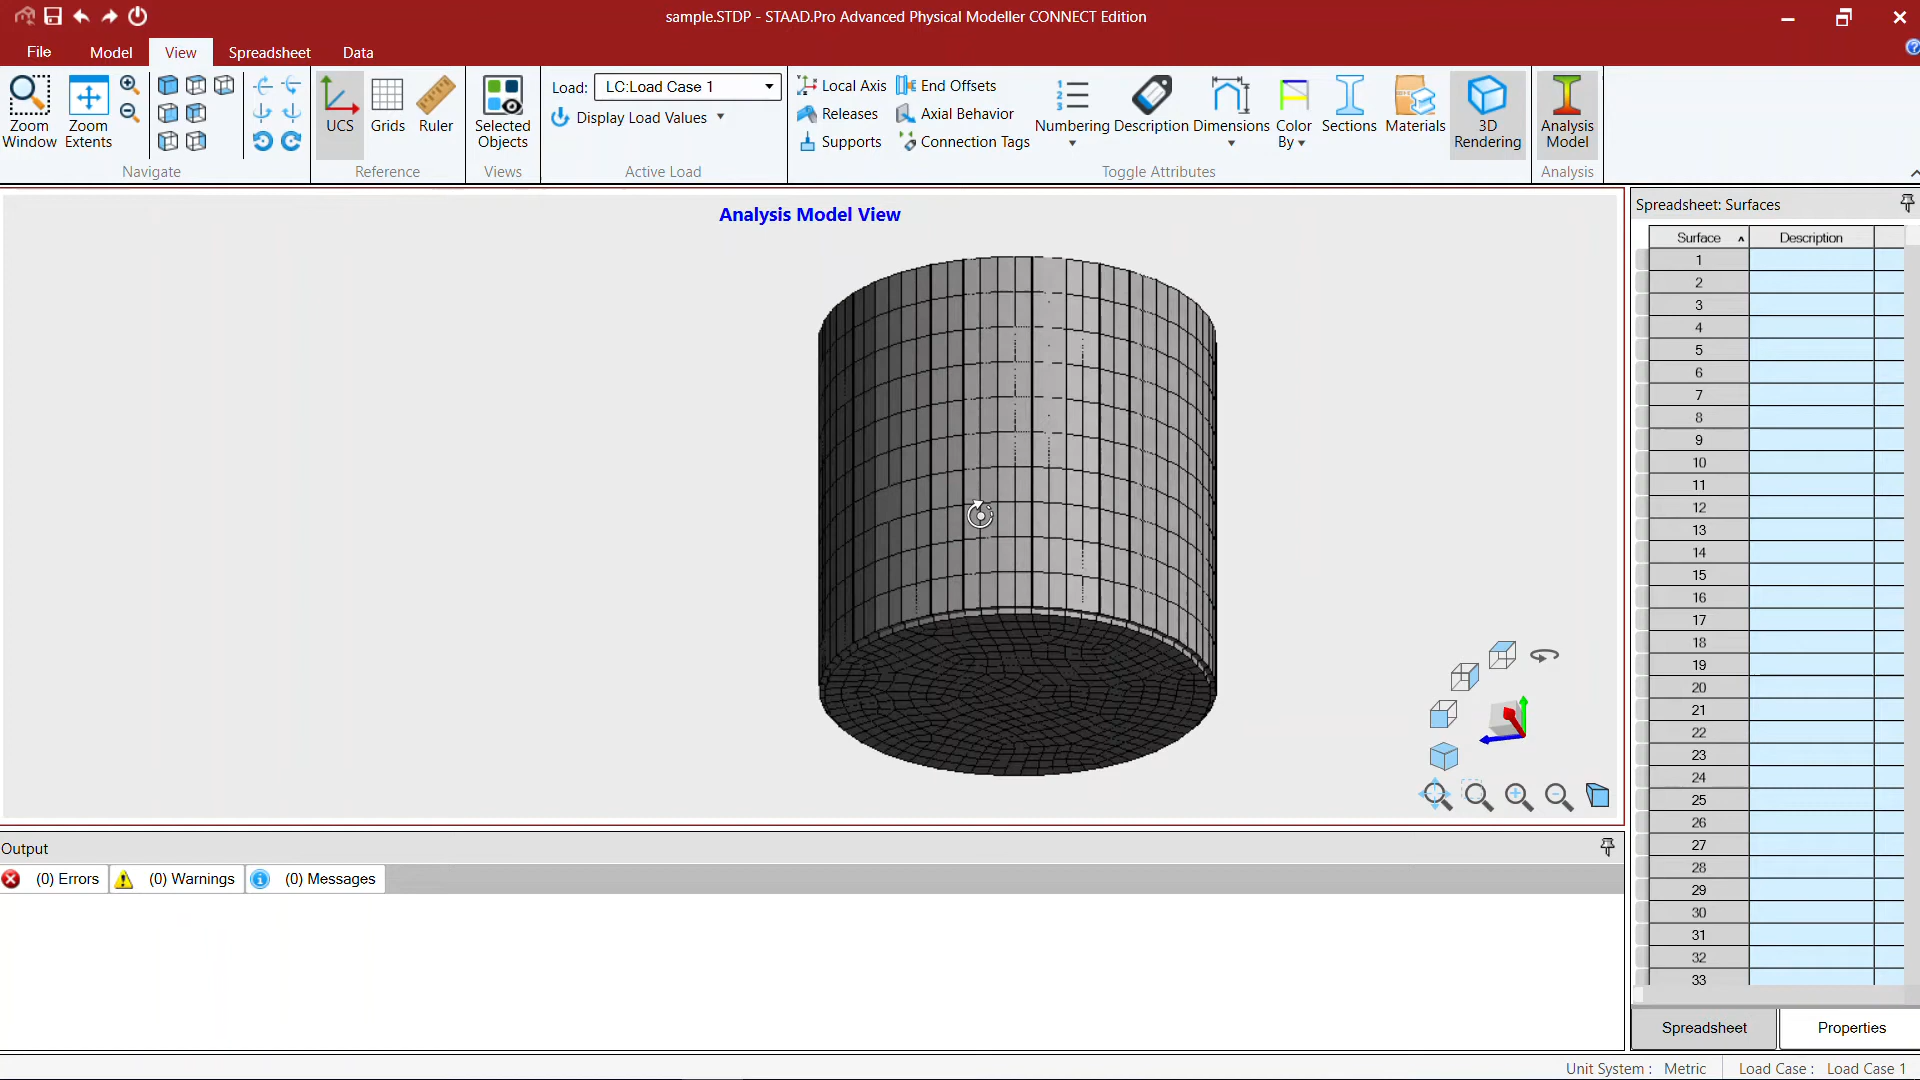 sample.STDP - STAAD.Pro Advanced Physical Modeller CONNECT Edition
File Model View Spreadsheet Data
Zoom Window
Zoom Extents
Navigate
UCS
Grids
Ruler
Reference
Selected Objects
Views
Load: LC:Load Case 1
Display Load Values
Active Load
Local Axis
End Offsets
Releases
Axial Behavior
Supports
Connection Tags
Numbering
Description
Dimensions
Color By
Sections
Materials
3D Rendering
Toggle Attributes
Analysis Model
Analysis
Analysis Model View
Spreadsheet: Surfaces
Surface Description
1
2
3
4
5
6
7
8
9
10
11
12
13
14
15
16
17
18
19
20
21
22
23
24
25
26
27
28
29
30
31
32
33
Spreadsheet Properties
Output
(0) Errors (0) Warnings (0) Messages
Unit System : Metric Load Case : Load Case 1